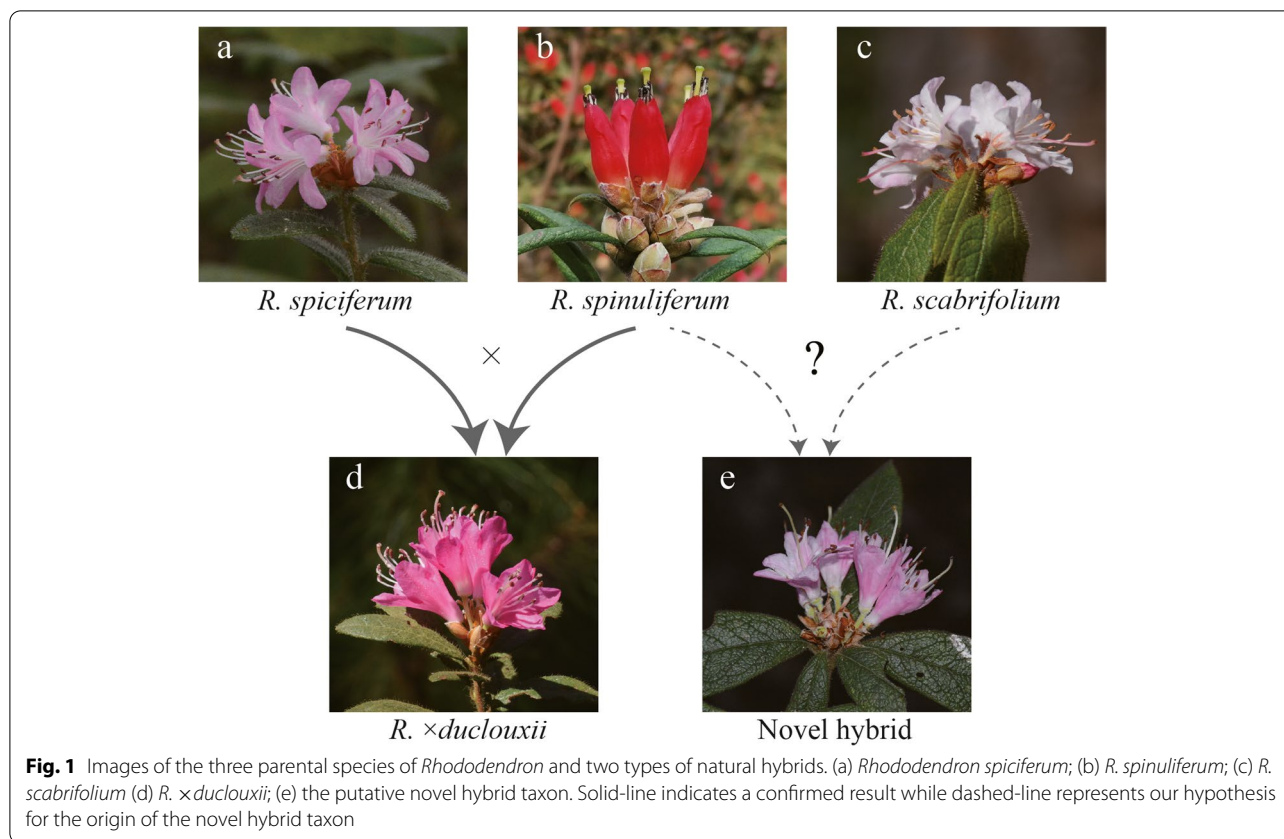 a
b
c
R. spiciferum
R. spinuliferum
R. scabrifolium
×
?
d
e
R. ×duclouxii
Novel hybrid
Fig. 1 Images of the three parental species of Rhododendron and two types of natural hybrids. (a) Rhododendron spiciferum; (b) R. spinuliferum; (c) R.
scabrifolium (d) R. ×duclouxii; (e) the putative novel hybrid taxon. Solid-line indicates a confirmed result while dashed-line represents our hypothesis
for the origin of the novel hybrid taxon